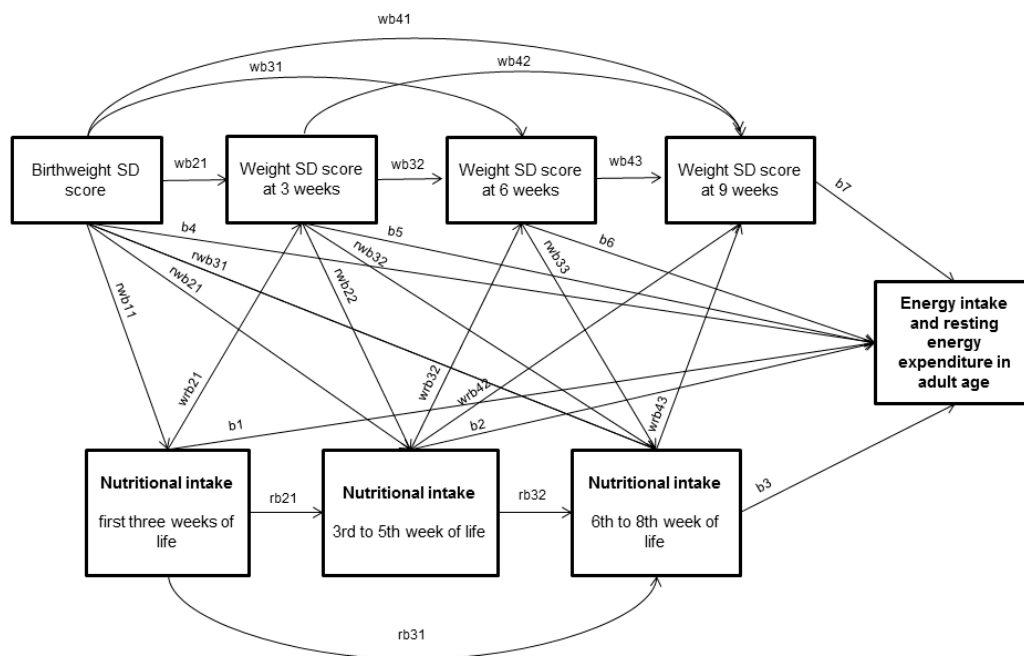 wb41
wb31
wb42
Birthweight SD
score
wb21
Weight SD score
at 3 weeks
wb32
Weight SD score
at 6 weeks
wb43
Weight SD score
at 9 weeks
b7
b4
b5
b6
rwb31
rwb32
rwb33
rwb21
rwb22
rwb11
Energy intake
and resting
energy
expenditure in
adult age
wrb21
wrb32
wrb42
wrb43
b1
b2
Nutritional intake
first three weeks of
life
rb21
Nutritional intake
3rd to 5th week of life
rb32
Nutritional intake
6th to 8th week of
life
b3
rb31